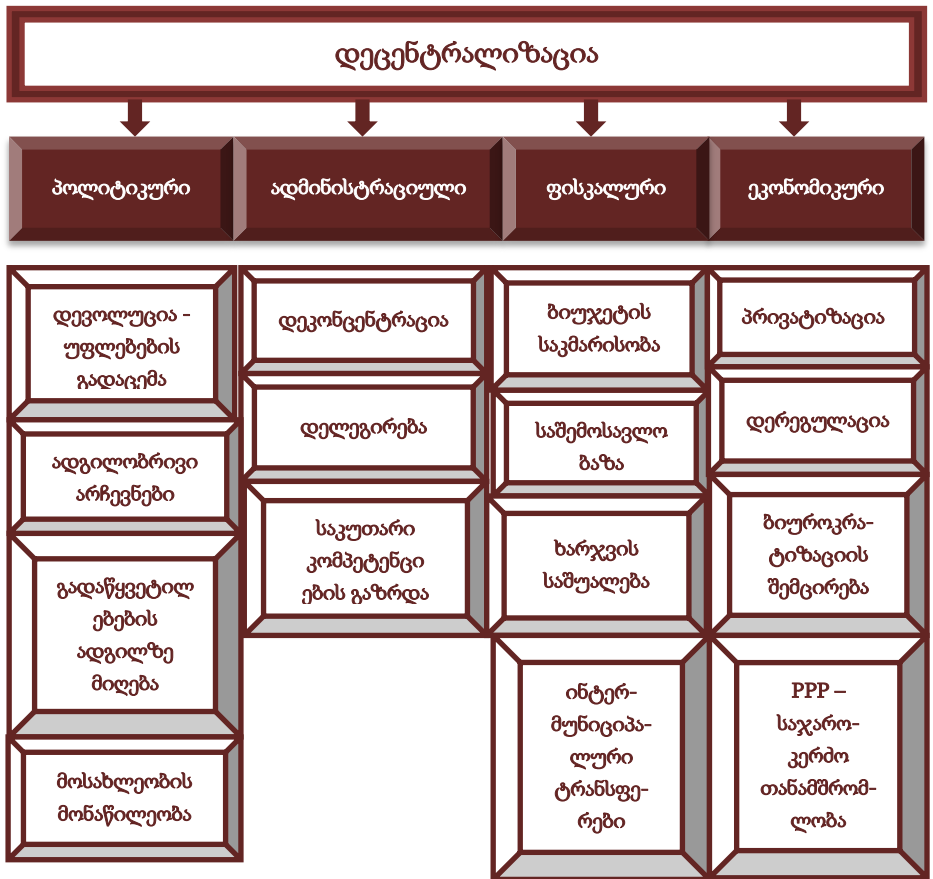 დეცენტრალიზაცია
პოლიტიკური
ადმინისტრაციული
ფისკალური
ეკონომიკური
დევოლუცია -
უფლებების
გადაცემა
ადგილობრივი
არჩევნები
გადაწყვეტილ
ებების
ადგილზე
მიღება
მოსახლეობის
მონაწილეობა
დეკონცენტრაცია
დელეგირება
საკუთარი
კომპეტენცი
ების გაზრდა
ბიუჯეტის
საკმარისობა
საშემოსავლო
ბაზა
ხარჯვის
საშუალება
ინტერ-
მუნიციპა-
ლური
ტრანსფე-
რები
პრივატიზაცია
დერეგულაცია
ბიუროკრა-
ტიზაციის
შემცირება
PPP –
საჯარო-
კერძო
თანამშრომ-
ლობა